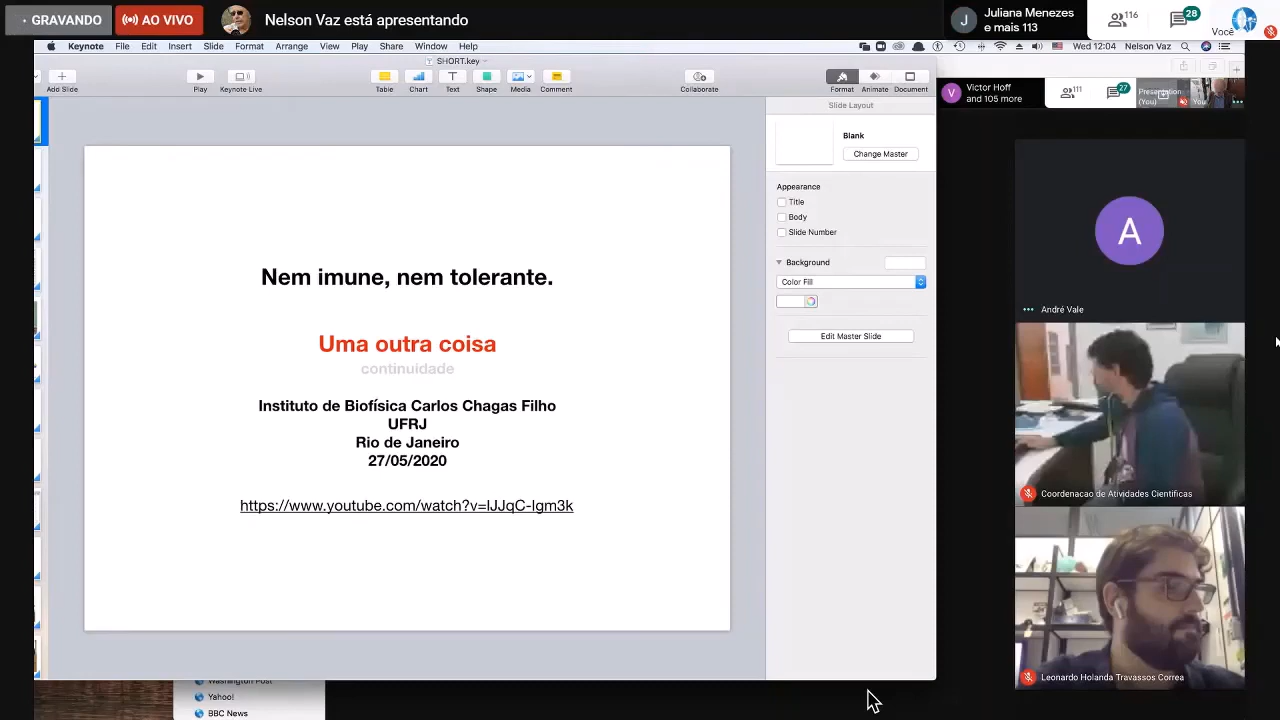 GRAVANDO
AO VIVO
Nelson Vaz está apresentando
J
Juliana Menezes
e mais 113
116
28
Você
Keynote File Edit Insert Slide Format Arrange View Play Share Window Help
Wed 12:04 Nelson Vaz
SHORT.key
Add Slide
Play
Keynote Live
Table
Chart
Text
Shape
Media
Comment
Collaborate
Format
Animate
Document
V
Victor Hoff
and 105 more
111
27
Presentation
(You)
You
Slide Layout
Blank
Change Master
Appearance
Title
Body
Slide Number
Background
Color Fill
Edit Master Slide
Nem imune, nem tolerante.
Uma outra coisa
continuidade
Instituto de Biofísica Carlos Chagas Filho
UFRJ
Rio de Janeiro
27/05/2020
https://www.youtube.com/watch?v=lJJqC-Igm3k
A
André Vale
Coordenacao de Atividades Cientificas
Leonardo Holanda Travassos Correa
Washington Post
Yahoo!
BBC News